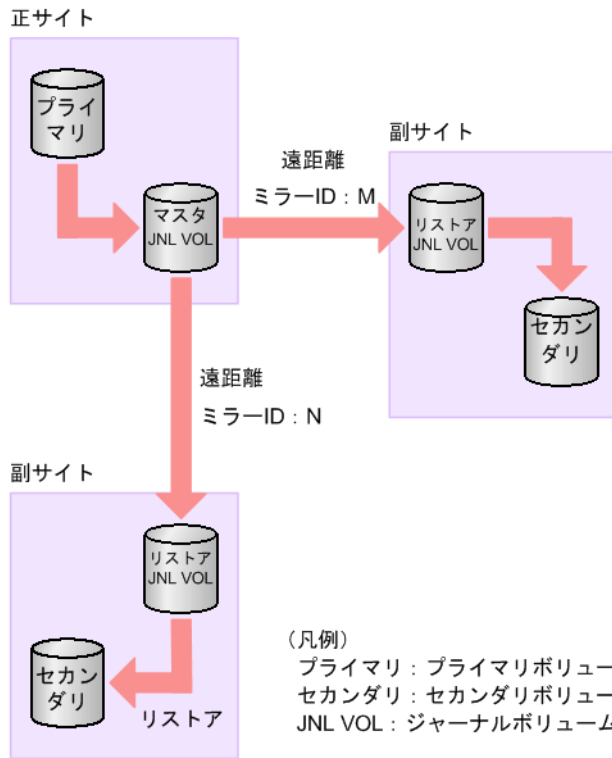 正サイト
プライ
マリ
マスタ
JNL VOL
遠距離
ミラーID：M
副サイト
リストア
JNL VOL
セカン
ダリ
遠距離
ミラーID：N
副サイト
リストア
JNL VOL
セカン
ダリ
リストア
（凡例）
プライマリ：プライマリボリュー
セカンダリ：セカンダリボリュー
JNL VOL：ジャーナルボリューム